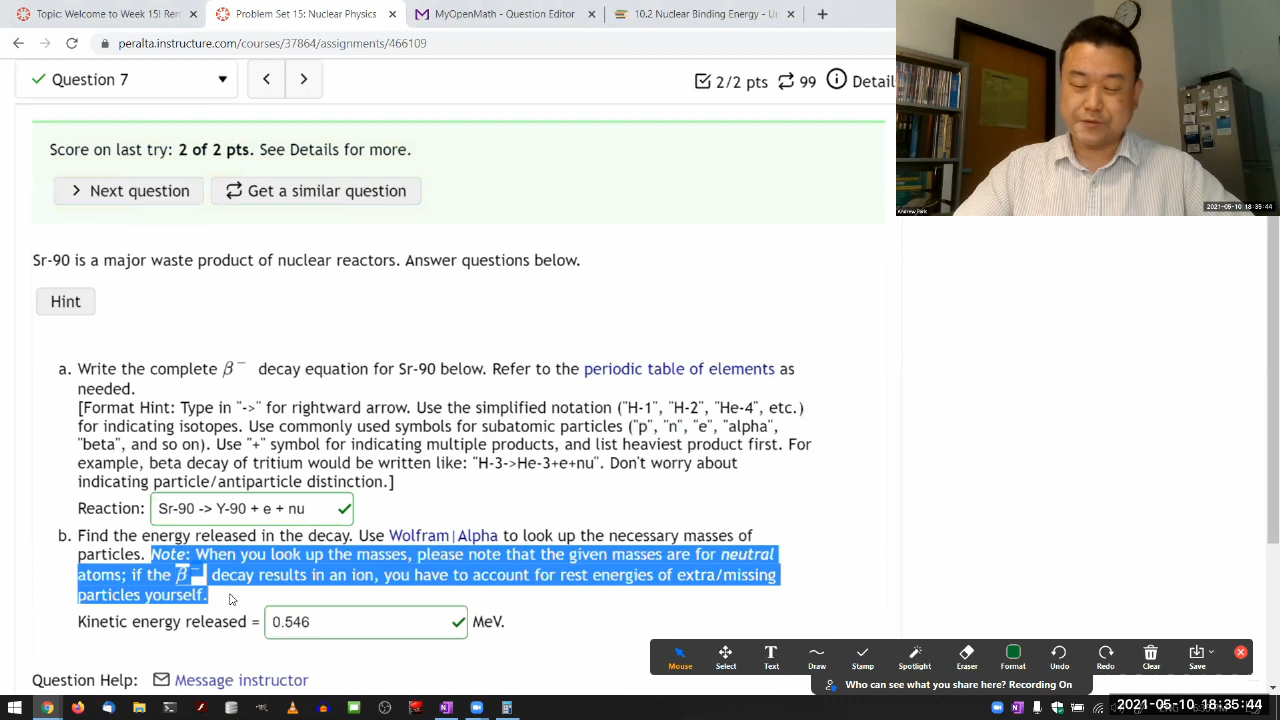 Topic: Welcome to Week 15! Rem
Problem Set 15: Nuclear Physics
MyOpenMath - Question Editor
10.2 Nuclear Binding Energy - Un
peralta.instructure.com/courses/37864/assignments/466109
Question 7
2/2 pts
99
Detail
Score on last try: 2 of 2 pts. See Details for more.
Next question
Get a similar question
Sr-90 is a major waste product of nuclear reactors. Answer questions below.
Hint
a. Write the complete β⁻ decay equation for Sr-90 below. Refer to the periodic table of elements as
needed.
[Format Hint: Type in "->" for rightward arrow. Use the simplified notation ("H-1", "H-2", "He-4", etc.)
for indicating isotopes. Use commonly used symbols for subatomic particles ("p", "n", "e", "alpha",
"beta", and so on). Use "+" symbol for indicating multiple products, and list heaviest product first. For
example, beta decay of tritium would be written like: "H-3->He-3+e+nu". Don't worry about
indicating particle/antiparticle distinction.]
Reaction: Sr-90 -> Y-90 + e + nu
b. Find the energy released in the decay. Use Wolfram|Alpha to look up the necessary masses of
particles. Note: When you look up the masses, please note that the given masses are for neutral
atoms; if the β⁻ decay results in an ion, you have to account for rest energies of extra/missing
particles yourself.
Kinetic energy released = 0.546 MeV.
Question Help: Message instructor
Mouse
Select
Text
Draw
Stamp
Spotlight
Eraser
Format
Undo
Redo
Clear
Save
Who can see what you share here? Recording On
Andrew Park
2021-05-10 18:35:44
2021-05-10 18:35:44